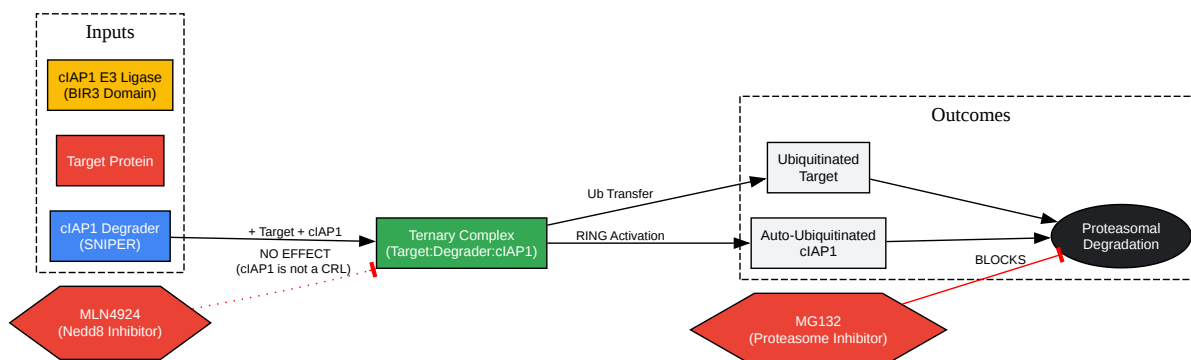 Inputs
cIAP1 E3 Ligase
(BIR3 Domain)
Target Protein
cIAP1 Degrader
(SNIPER)
MLN4924
(Nedd8 Inhibitor)
+ Target + cIAP1
NO EFFECT
(cIAP1 is not a CRL)
Ternary Complex
(Target:Degrader:cIAP1)
Ub Transfer
RING Activation
Outcomes
Ubiquitinated
Target
Auto-Ubiquitinated
cIAP1
Proteasomal
Degradation
BLOCKS
MG132
(Proteasome Inhibitor)